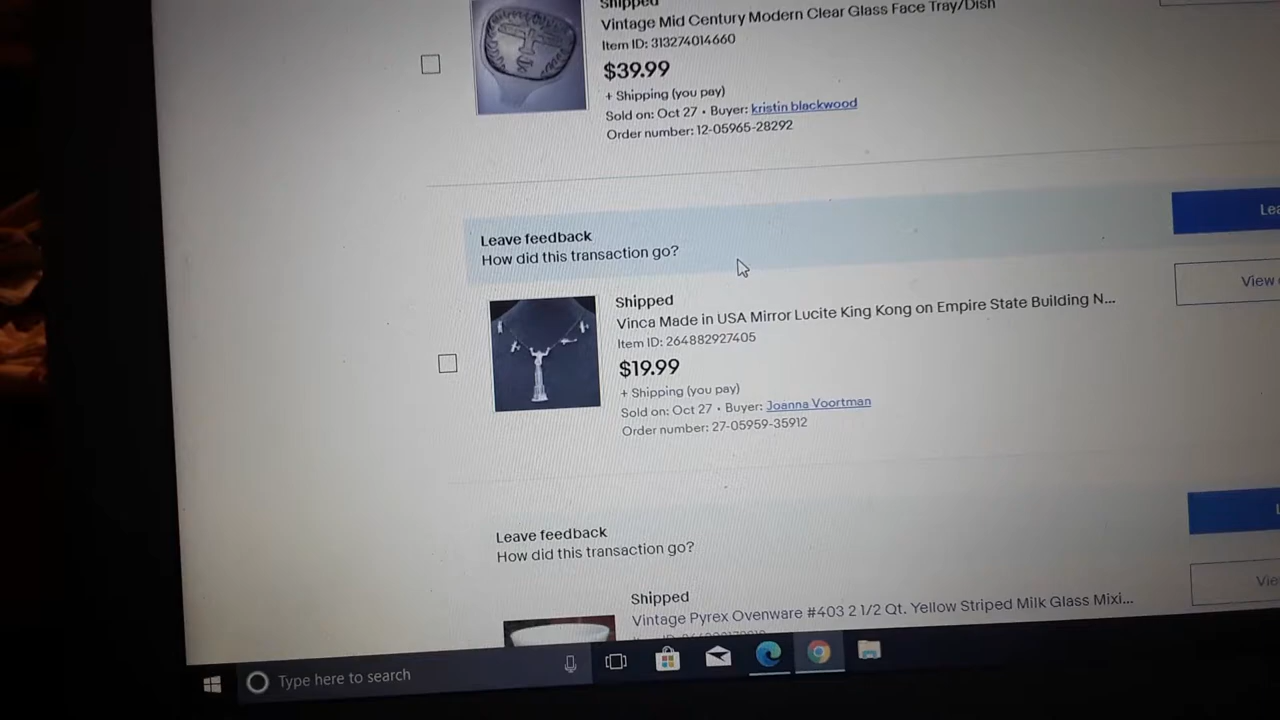 Shipped
Vintage Mid Century Modern Clear Glass Face Tray/Dish
Item ID: 313274014660
$39.99
+ Shipping (you pay)
Sold on: Oct 27 • Buyer: kristin blackwood
Order number: 12-05965-28292
Leave feedback
How did this transaction go?
Lea
View
Shipped
Vinca Made in USA Mirror Lucite King Kong on Empire State Building N...
Item ID: 264882927405
$19.99
+ Shipping (you pay)
Sold on: Oct 27 • Buyer: Joanna Voortman
Order number: 27-05959-35912
Leave feedback
How did this transaction go?
L
Vie
Shipped
Vintage Pyrex Ovenware #403 2 1/2 Qt. Yellow Striped Milk Glass Mixi...
Type here to search